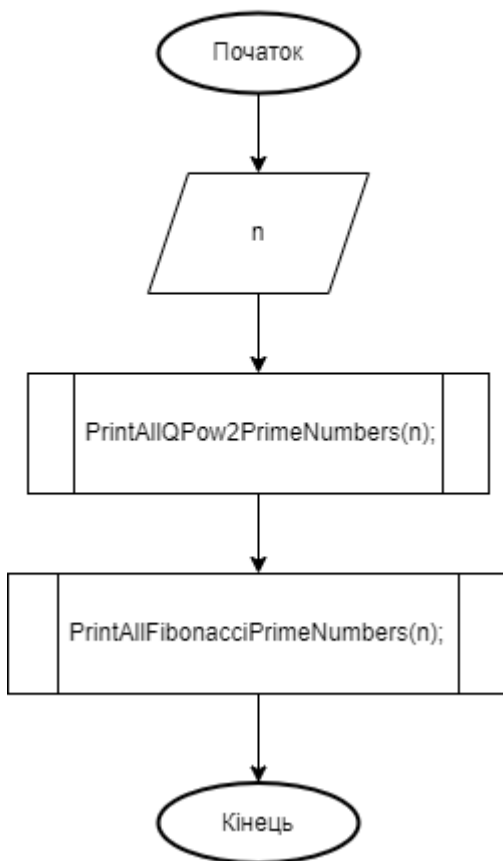 Початок
n
PrintAllQPow2PrimeNumbers(n);
PrintAllFibonacciPrimeNumbers(n);
Кінець